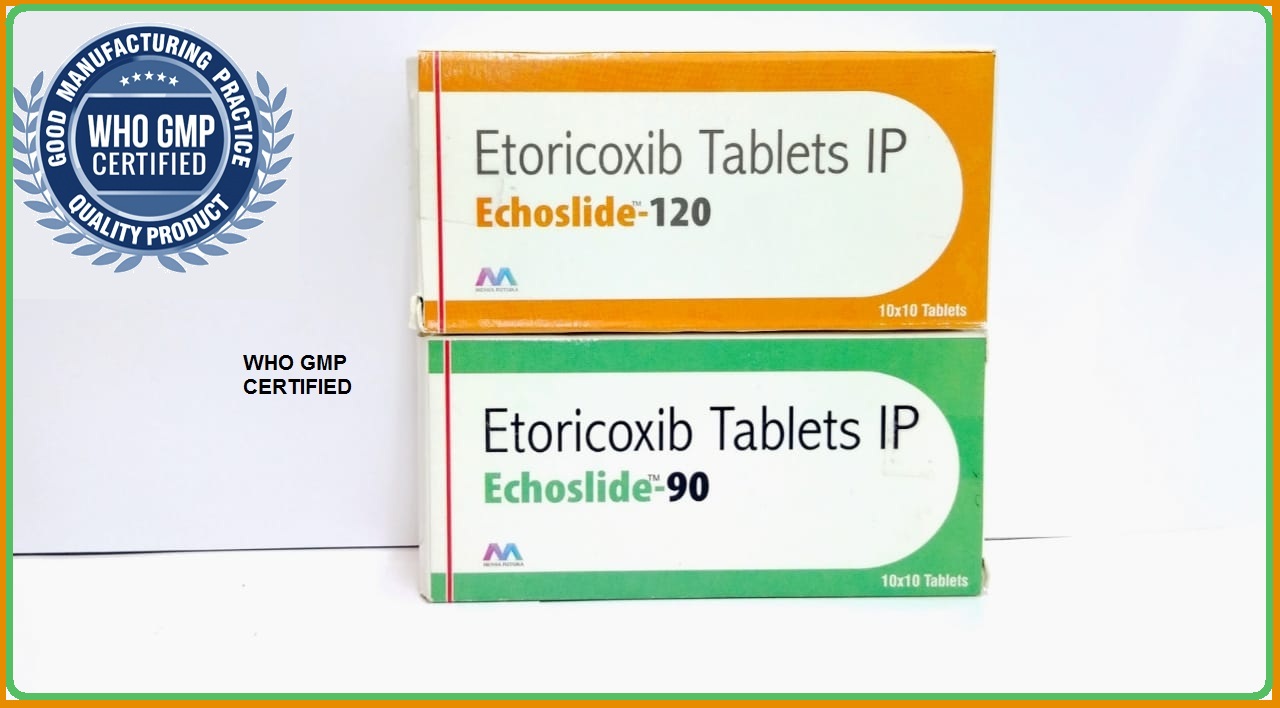 GOOD MANUFACTURING PRACTICE
WHO GMP
CERTIFIED
QUALITY PRODUCT
WHO GMP
CERTIFIED
Etoricoxib Tablets IP
Echoslide™-120
10x10 Tablets
Etoricoxib Tablets IP
Echoslide™-90
10x10 Tablets